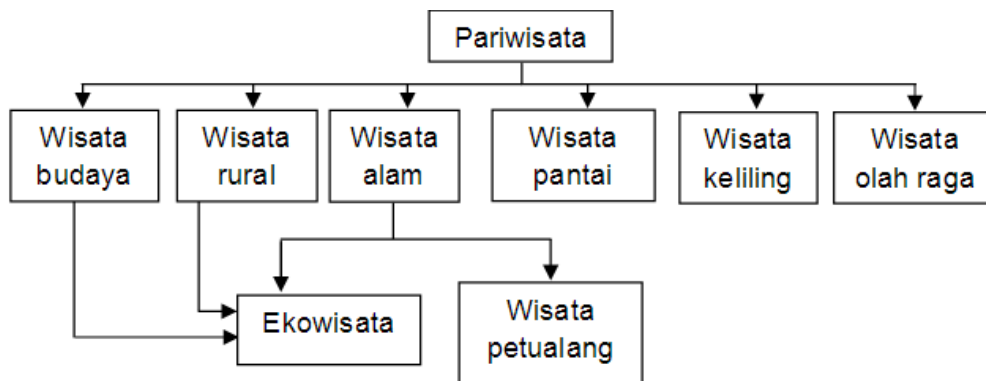 Pariwisata
Wisata
budaya
Wisata
rural
Wisata
alam
Wisata
pantai
Wisata
keliling
Wisata
olah raga
Ekowisata
Wisata
petualang